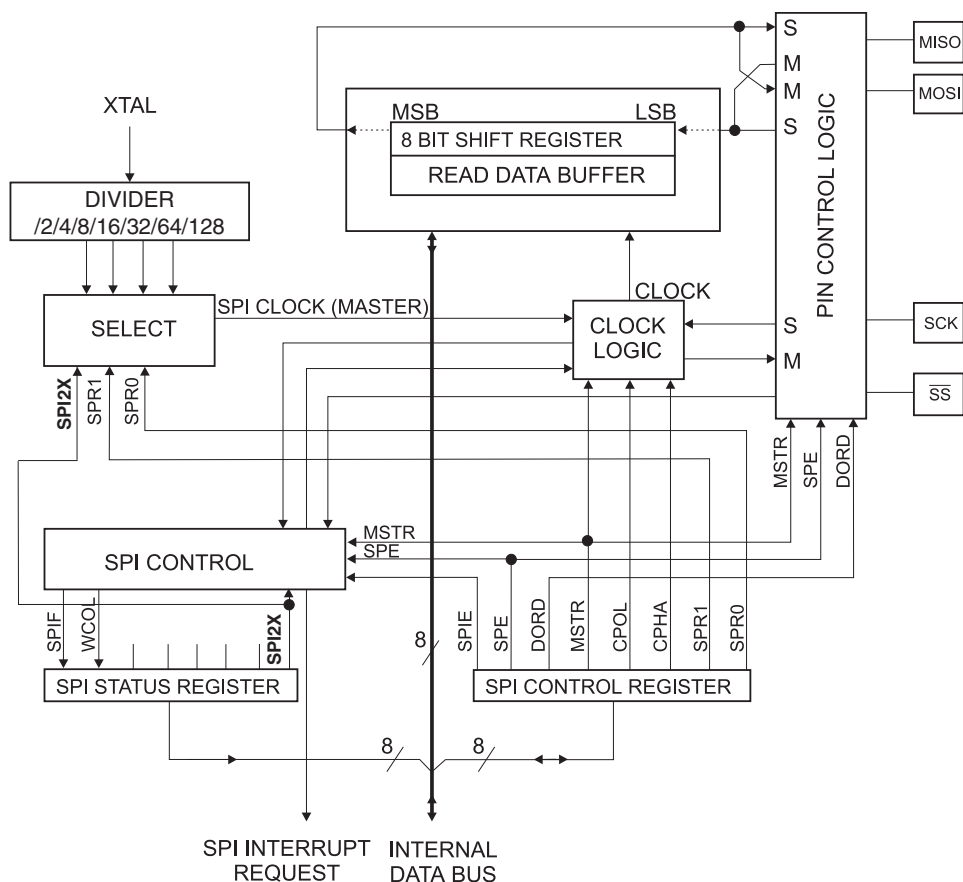 S
MISO
M
M
MOSI
S
XTAL
MSB
LSB
8 BIT SHIFT REGISTER
READ DATA BUFFER
PIN CONTROL LOGIC
DIVIDER
/2/4/8/16/32/64/128
SPI CLOCK (MASTER)
CLOCK
SELECT
CLOCK
LOGIC
S
M
SCK
SS
SPI2X
SPR1
SPR0
MSTR
SPE
DORD
MSTR
SPE
SPI CONTROL
SPIF
WCOL
SPI2X
8
SPIE
SPE
DORD
MSTR
CPOL
CPHA
SPR1
SPR0
SPI STATUS REGISTER
SPI CONTROL REGISTER
8
8
SPI INTERRUPT
REQUEST
INTERNAL
DATA BUS